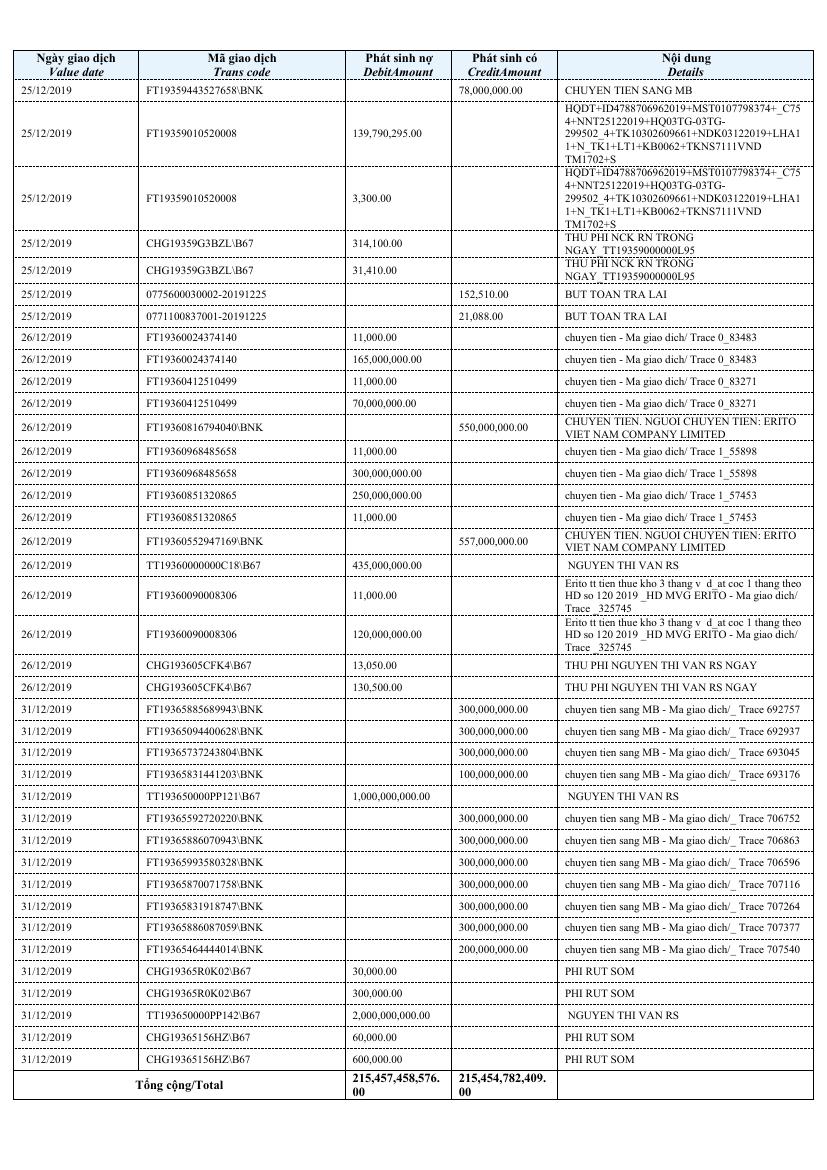 Ngày giao dịch Mã giao dịch Phát sinh nợ Phát sinh có Nội dung
Value date Trans code DebitAmount CreditAmount Details
25/12/2019 FT19359443527658\BNK 78,000,000.00 CHUYEN TIEN SANG MB
HQDT+ID4788706962019+MST0107798374+_C75
4+NNT25122019+HQ03TG-03TG-
25/12/2019 FT19359010520008 139,790,295.00 299502_4+TK10302609661+NDK03122019+LHA1
1+N_TK1+LT1+KB0062+TKNS7111VND
TM1702+S
HQDT+ID4788706962019+MST0107798374+_C75
4+NNT25122019+HQ03TG-03TG-
25/12/2019 FT19359010520008 3,300.00 299502_4+TK10302609661+NDK03122019+LHA1
1+N_TK1+LT1+KB0062+TKNS7111VND
TM1702+S
25/12/2019 CHG19359G3BZL\B67 314,100.00 THU PHI NCK RN TRONG
NGAY_TT19359000000L95
25/12/2019 CHG19359G3BZL\B67 31,410.00 THU PHI NCK RN TRONG
NGAY_TT19359000000L95
25/12/2019 0775600030002-20191225 152,510.00 BUT TOAN TRA LAI
25/12/2019 0771100837001-20191225 21,088.00 BUT TOAN TRA LAI
26/12/2019 FT19360024374140 11,000.00 chuyen tien - Ma giao dich/ Trace 0_83483
26/12/2019 FT19360024374140 165,000,000.00 chuyen tien - Ma giao dich/ Trace 0_83483
26/12/2019 FT19360412510499 11,000.00 chuyen tien - Ma giao dich/ Trace 0_83271
26/12/2019 FT19360412510499 70,000,000.00 chuyen tien - Ma giao dich/ Trace 0_83271
26/12/2019 FT19360816794040\BNK 550,000,000.00 CHUYEN TIEN. NGUOI CHUYEN TIEN: ERITO
VIET NAM COMPANY LIMITED
26/12/2019 FT19360968485658 11,000.00 chuyen tien - Ma giao dich/ Trace 1_55898
26/12/2019 FT19360968485658 300,000,000.00 chuyen tien - Ma giao dich/ Trace 1_55898
26/12/2019 FT19360851320865 250,000,000.00 chuyen tien - Ma giao dich/ Trace 1_57453
26/12/2019 FT19360851320865 11,000.00 chuyen tien - Ma giao dich/ Trace 1_57453
26/12/2019 FT19360552947169\BNK 557,000,000.00 CHUYEN TIEN. NGUOI CHUYEN TIEN: ERITO
VIET NAM COMPANY LIMITED
26/12/2019 TT19360000000C18\B67 435,000,000.00 NGUYEN THI VAN RS
Erito tt tien thue kho 3 thang v d_at coc 1 thang theo
26/12/2019 FT19360090008306 11,000.00 HD so 120 2019 _HD MVG ERITO - Ma giao dich/
Trace _325745
Erito tt tien thue kho 3 thang v d_at coc 1 thang theo
26/12/2019 FT19360090008306 120,000,000.00 HD so 120 2019 _HD MVG ERITO - Ma giao dich/
Trace _325745
26/12/2019 CHG193605CFK4\B67 13,050.00 THU PHI NGUYEN THI VAN RS NGAY
26/12/2019 CHG193605CFK4\B67 130,500.00 THU PHI NGUYEN THI VAN RS NGAY
31/12/2019 FT19365885689943\BNK 300,000,000.00 chuyen tien sang MB - Ma giao dich/_ Trace 692757
31/12/2019 FT19365094400628\BNK 300,000,000.00 chuyen tien sang MB - Ma giao dich/_ Trace 692937
31/12/2019 FT19365737243804\BNK 300,000,000.00 chuyen tien sang MB - Ma giao dich/_ Trace 693045
31/12/2019 FT19365831441203\BNK 100,000,000.00 chuyen tien sang MB - Ma giao dich/_ Trace 693176
31/12/2019 TT193650000PP121\B67 1,000,000,000.00 NGUYEN THI VAN RS
31/12/2019 FT19365592720220\BNK 300,000,000.00 chuyen tien sang MB - Ma giao dich/_ Trace 706752
31/12/2019 FT19365886070943\BNK 300,000,000.00 chuyen tien sang MB - Ma giao dich/_ Trace 706863
31/12/2019 FT19365993580328\BNK 300,000,000.00 chuyen tien sang MB - Ma giao dich/_ Trace 706596
31/12/2019 FT19365870071758\BNK 300,000,000.00 chuyen tien sang MB - Ma giao dich/_ Trace 707116
31/12/2019 FT19365831918747\BNK 300,000,000.00 chuyen tien sang MB - Ma giao dich/_ Trace 707264
31/12/2019 FT19365886087059\BNK 300,000,000.00 chuyen tien sang MB - Ma giao dich/_ Trace 707377
31/12/2019 FT19365464444014\BNK 200,000,000.00 chuyen tien sang MB - Ma giao dich/_ Trace 707540
31/12/2019 CHG19365R0K02\B67 30,000.00 PHI RUT SOM
31/12/2019 CHG19365R0K02\B67 300,000.00 PHI RUT SOM
31/12/2019 TT193650000PP142\B67 2,000,000,000.00 NGUYEN THI VAN RS
31/12/2019 CHG19365156HZ\B67 60,000.00 PHI RUT SOM
31/12/2019 CHG19365156HZ\B67 600,000.00 PHI RUT SOM
Tổng cộng/Total 215,457,458,576. 215,454,782,409.
00 00